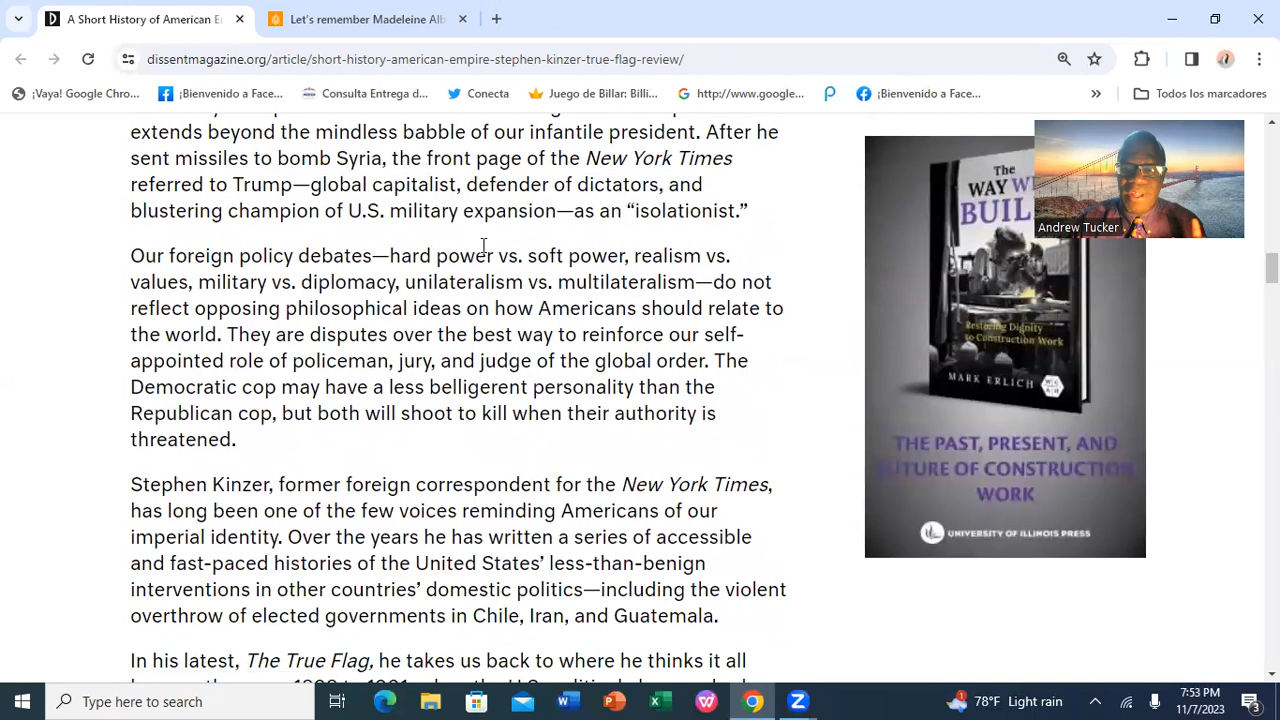 A Short History of American E
Let's remember Madeleine Alb
dissentmagazine.org/article/short-history-american-empire-stephen-kinzer-true-flag-review/
¡Vaya! Google Chro...
¡Bienvenido a Face...
Consulta Entrega d...
Conecta
Juego de Billar: Billi...
http://www.google...
¡Bienvenido a Face...
»
Todos los marcadores
extends beyond the mindless babble of our infantile president. After he
sent missiles to bomb Syria, the front page of the New York Times
referred to Trump—global capitalist, defender of dictators, and
blustering champion of U.S. military expansion—as an “isolationist.”
Our foreign policy debates—hard power vs. soft power, realism vs.
values, military vs. diplomacy, unilateralism vs. multilateralism—do not
reflect opposing philosophical ideas on how Americans should relate to
the world. They are disputes over the best way to reinforce our self-
appointed role of policeman, jury, and judge of the global order. The
Democratic cop may have a less belligerent personality than the
Republican cop, but both will shoot to kill when their authority is
threatened.
Stephen Kinzer, former foreign correspondent for the New York Times,
has long been one of the few voices reminding Americans of our
imperial identity. Over the years he has written a series of accessible
and fast-paced histories of the United States’ less-than-benign
interventions in other countries’ domestic politics—including the violent
overthrow of elected governments in Chile, Iran, and Guatemala.
In his latest, The True Flag, he takes us back to where he thinks it all
The
WAY W
BUIL
Restoring Dignity
to Construction Work
MARK ERLICH
THE PAST, PRESENT, AND
FUTURE OF CONSTRUCTION
WORK
UNIVERSITY OF ILLINOIS PRESS
Andrew Tucker
Type here to search
78°F Light rain
7:53 PM
11/7/2023
3